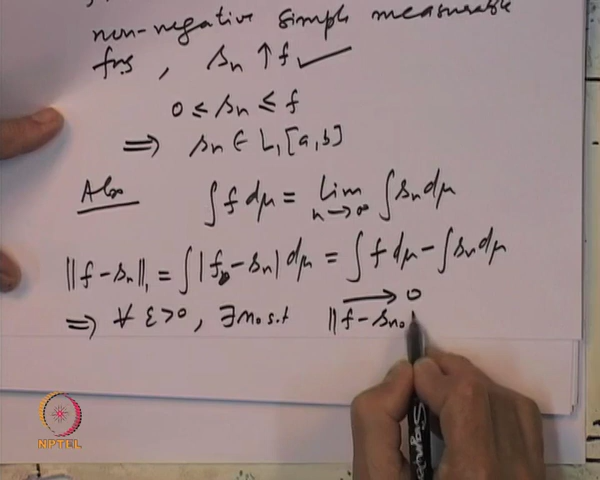 non-negative simple measurable
fns, sₙ ↑ f ✓
0 ≤ sₙ ≤ f
⇒ sₙ ∈ L₁[a,b]
Also ∫ f dμ = lim n→∞ ∫ sₙ dμ
‖f − sₙ‖₁ = ∫ |f − sₙ| dμ = ∫ f dμ − ∫ sₙ dμ
⟶ 0
⇒ ∀ ε > 0, ∃ n₀ s.t ‖f − sₙ₀
NPTEL